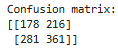 Confusion matrix:
[[178 216]
 [281 361]]